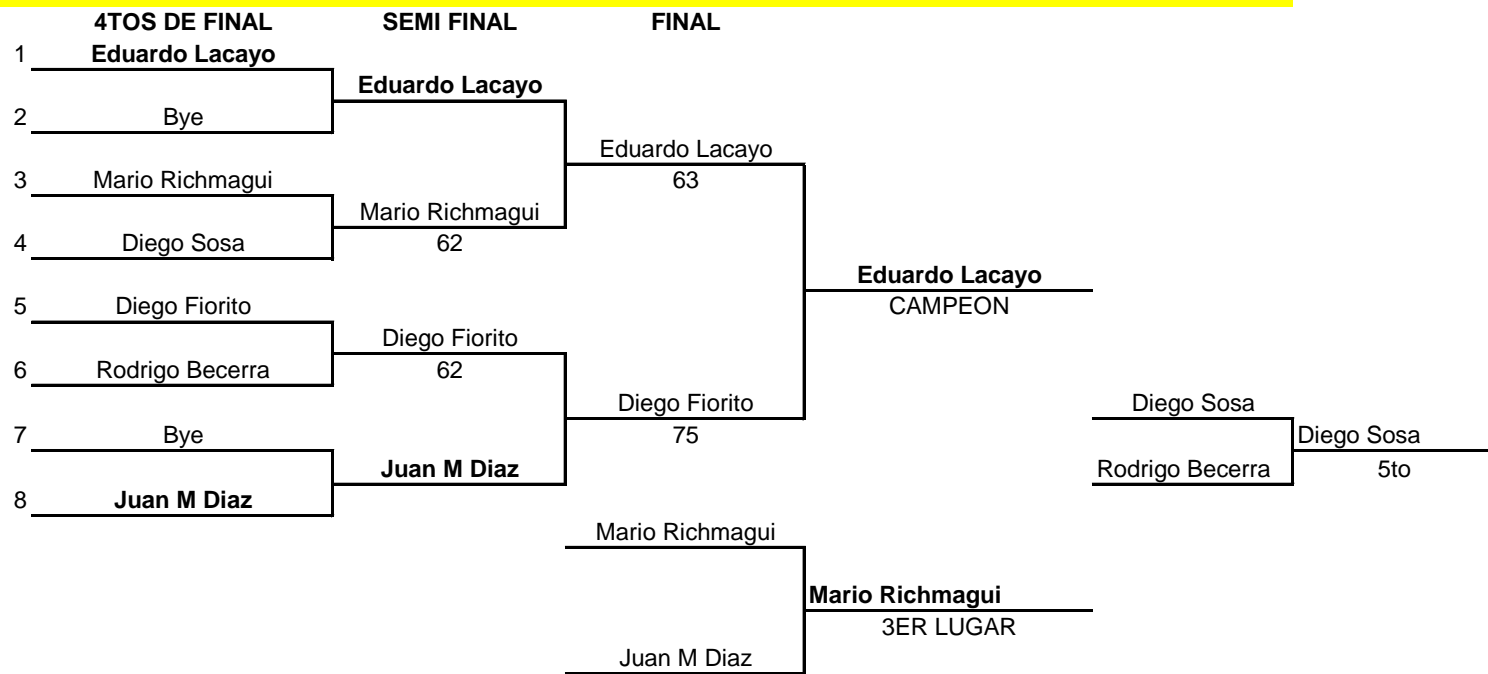 4TOS DE FINAL SEMI FINAL FINAL
1 Eduardo Lacayo
Eduardo Lacayo
2 Bye
Eduardo Lacayo
3 Mario Richmagui 63
Mario Richmagui
4 Diego Sosa 62
Eduardo Lacayo
5 Diego Fiorito CAMPEON
Diego Fiorito
6 Rodrigo Becerra 62
Diego Fiorito Diego Sosa
7 Bye 75 Diego Sosa
Juan M Diaz Rodrigo Becerra 5to
8 Juan M Diaz
Mario Richmagui
Mario Richmagui
3ER LUGAR
Juan M Diaz